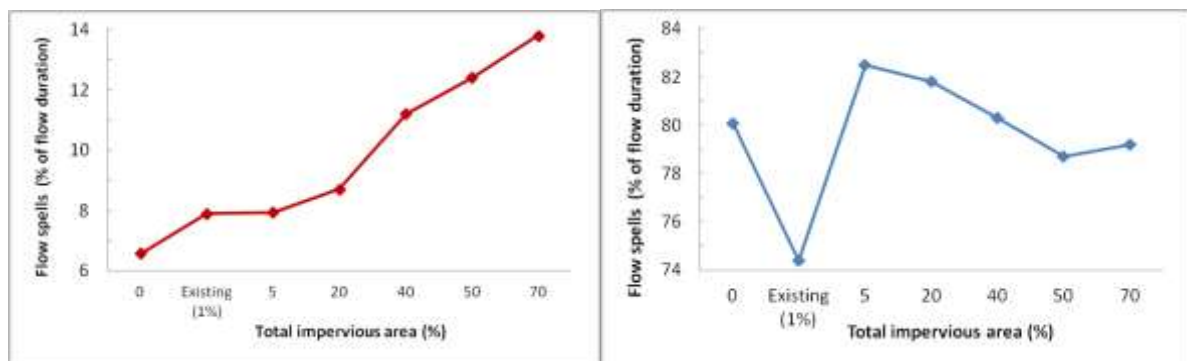 Flow spells (% of flow duration)
14
12
10
8
6
0 Existing 5 20 40 50 70
(1%)
Total impervious area (%)
Flow spells (% of flow duration)
84
82
80
78
76
74
0 Existing 5 20 40 50 70
(1%)
Total impervious area (%)